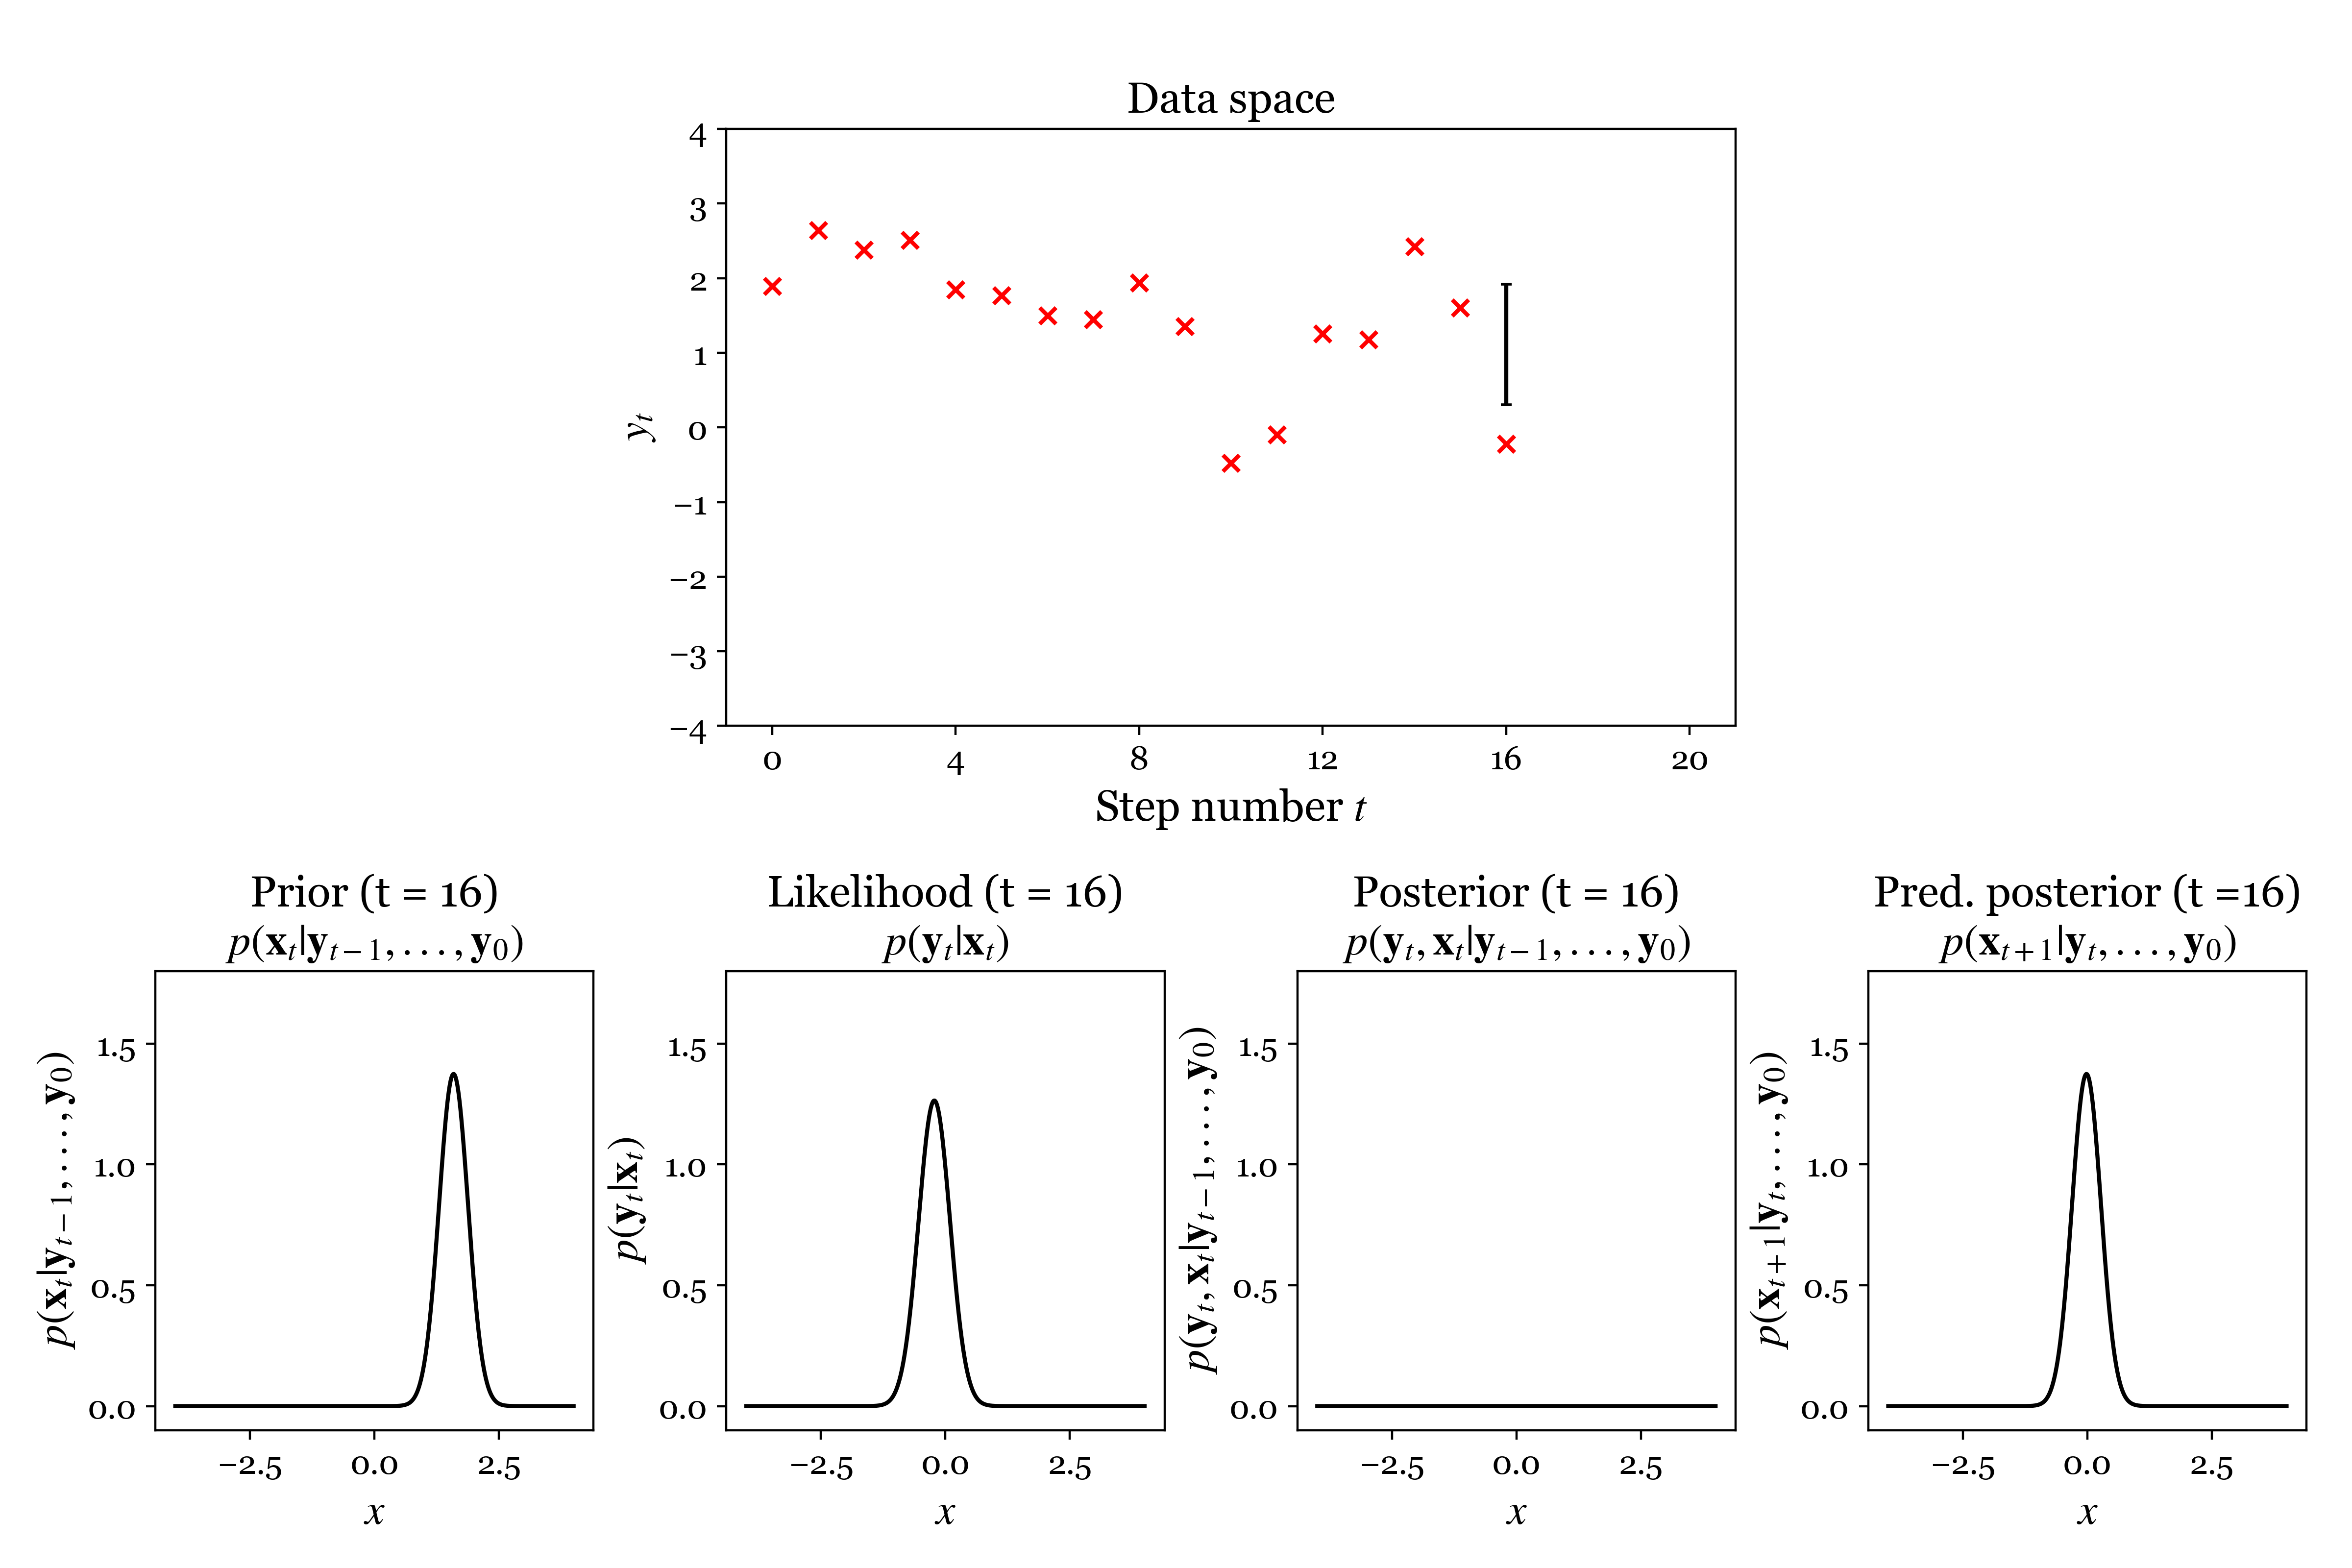 Data space
4
3
2
1
0
−1
−2
−3
−4
y_t
0 4 8 12 16 20
Step number t
Prior (t = 16)
p(x_t|y_{t−1}, . . . , y_0)
p(x_t|y_{t−1}, . . . , y_0)
1.5
1.0
0.5
0.0
−2.5 0.0 2.5
x
Likelihood (t = 16)
p(y_t|x_t)
p(y_t|x_t)
1.5
1.0
0.5
0.0
−2.5 0.0 2.5
x
Posterior (t = 16)
p(y_t, x_t|y_{t−1}, . . . , y_0)
p(y_t, x_t|y_{t−1}, . . . , y_0)
1.5
1.0
0.5
0.0
−2.5 0.0 2.5
x
Pred. posterior (t =16)
p(x_{t+1}|y_t, . . . , y_0)
p(x_{t+1}|y_t, . . . , y_0)
1.5
1.0
0.5
0.0
−2.5 0.0 2.5
x